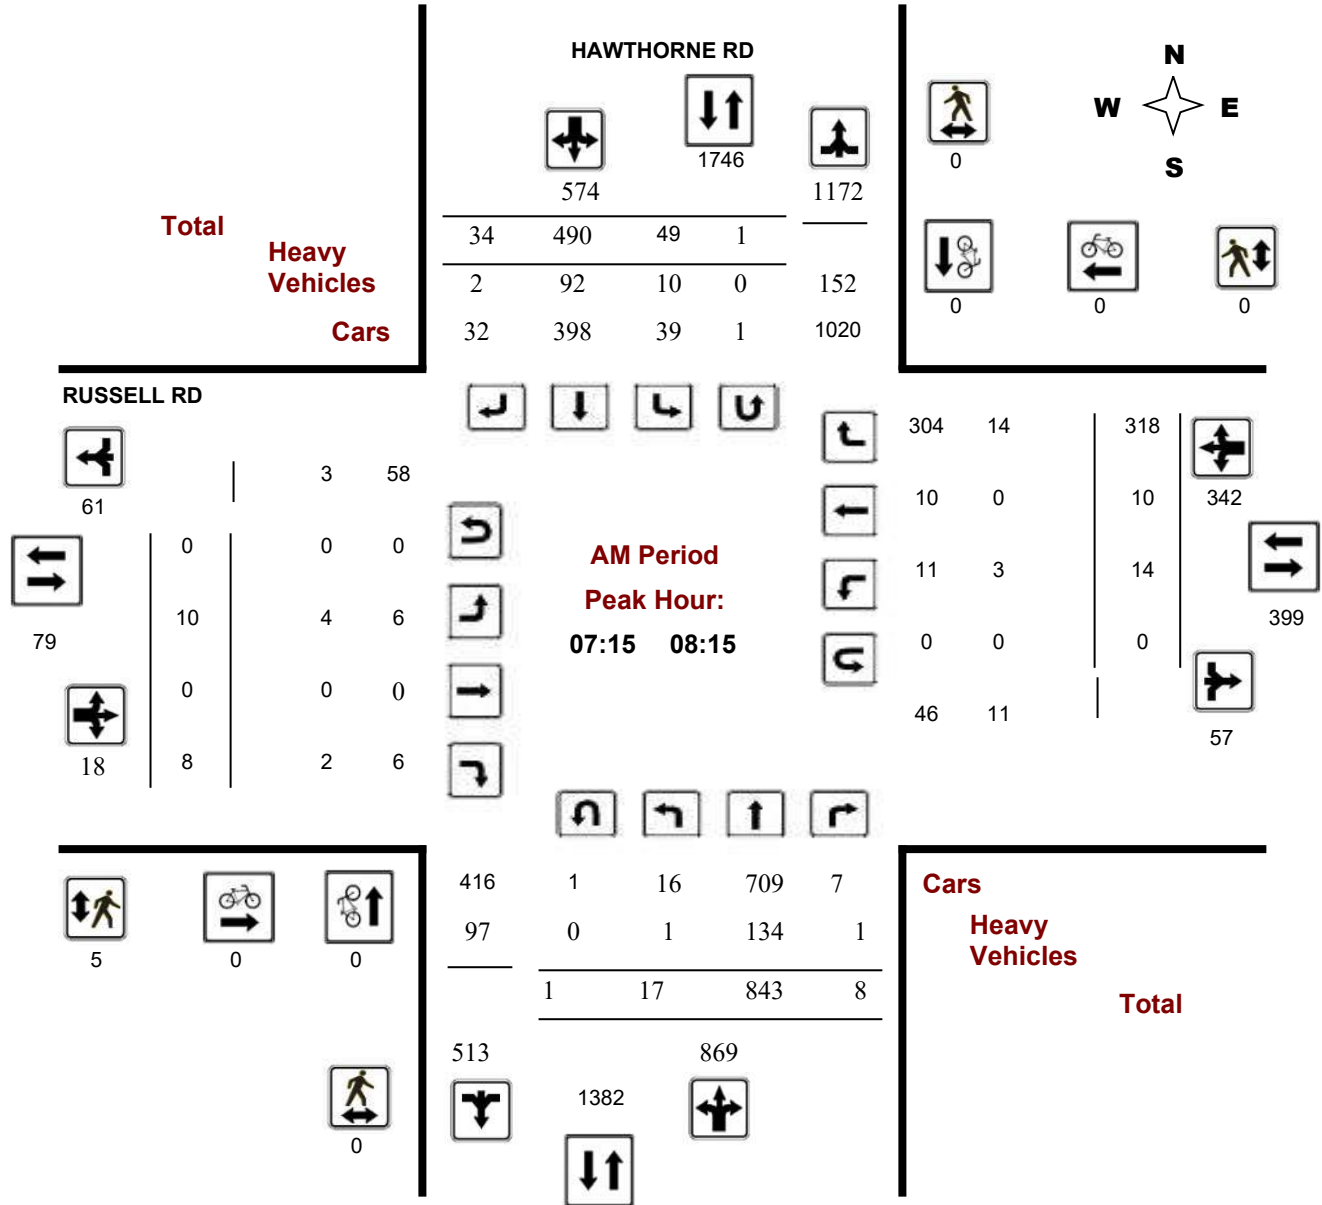 HAWTHORNE RD
N
W E
S
1746
0
574 1172
Total
34 490 49 1
Heavy
Vehicles
2 92 10 0 152
0 0 0
Cars
32 398 39 1 1020
RUSSELL RD
304 14 318
3 58
61
10 0 10 342
0 0 0
AM Period
11 3 14
Peak Hour:
10 4 6
399
79
07:15 08:15
0 0 0
0 0 0
46 11
57
18 8 2 6
416 1 16 709 7
Cars
97 0 1 134 1
Heavy
Vehicles
5 0 0
1 17 843 8
Total
513 869
1382
0